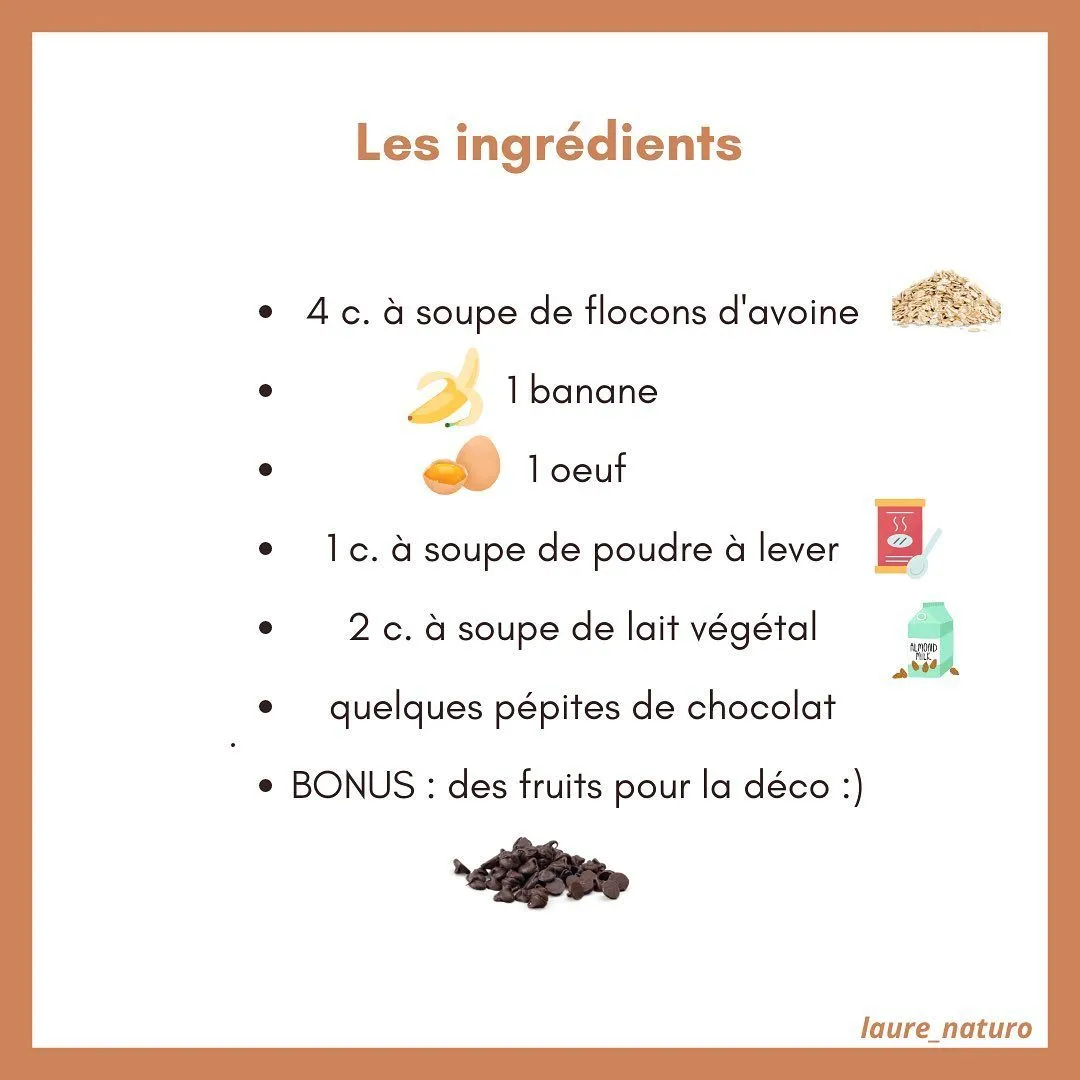 Les ingrédients
• 4 c. à soupe de flocons d'avoine
• 1 banane
• 1 oeuf
• 1 c. à soupe de poudre à lever
• 2 c. à soupe de lait végétal
ALMOND
MILK
• quelques pépites de chocolat
.
• BONUS : des fruits pour la déco :)
laure_naturo